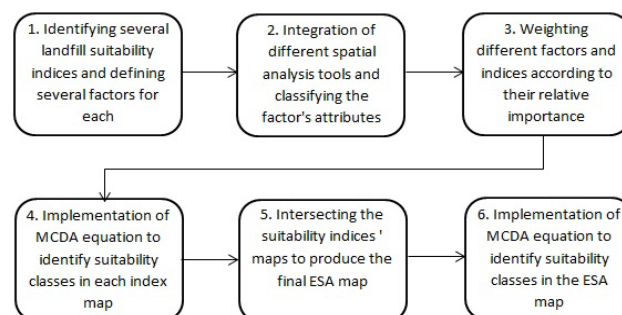 1. Identifying several
landfill suitability
indices and defining
several factors for
each
2. Integration of
different spatial
analysis tools and
classifying the
factor's attributes
3. Weighting
different factors and
indices according to
their relative
importance
4. Implementation of
MCDA equation to
identify suitability
classes in each index
map
5. Intersecting the
suitability indices '
maps to produce the
final ESA map
6. Implementation of
MCDA equation to
identify suitability
classes in the ESA
map